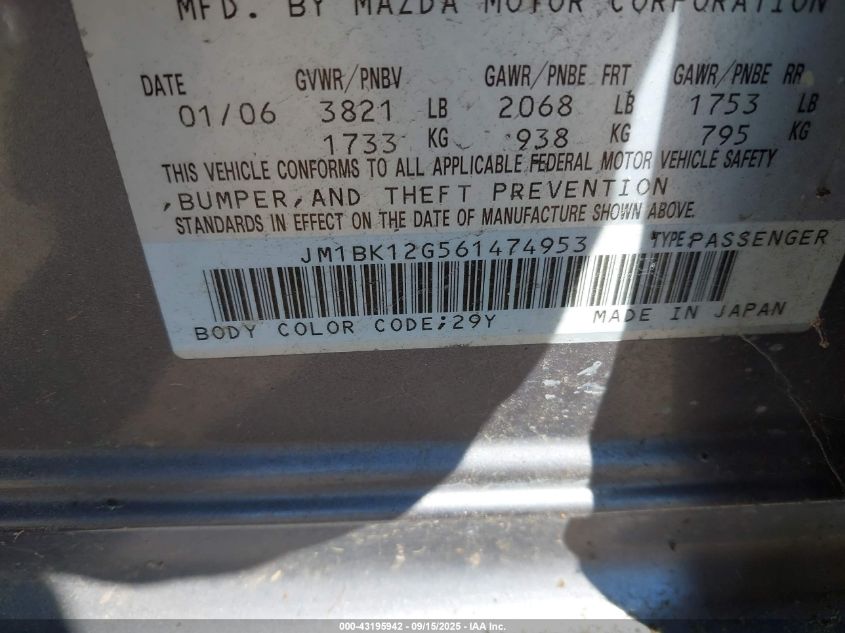 MFD. BY MAZDA MOTOR CORPORATION
DATE GVWR/PNBV GAWR/PNBE FRT GAWR/PNBE RR
01/06 3821 LB 2068 LB 1753 LB
1733 KG 938 KG 795 KG
THIS VEHICLE CONFORMS TO ALL APPLICABLE FEDERAL MOTOR VEHICLE SAFETY
,BUMPER,AND THEFT PREVENTION
STANDARDS IN EFFECT ON THE DATE OF MANUFACTURE SHOWN ABOVE.
JM1BK12G561474953 TYPE:PASSENGER
BODY COLOR CODE;29Y MADE IN JAPAN
000-43195942 - 09/15/2025 - IAA Corp.